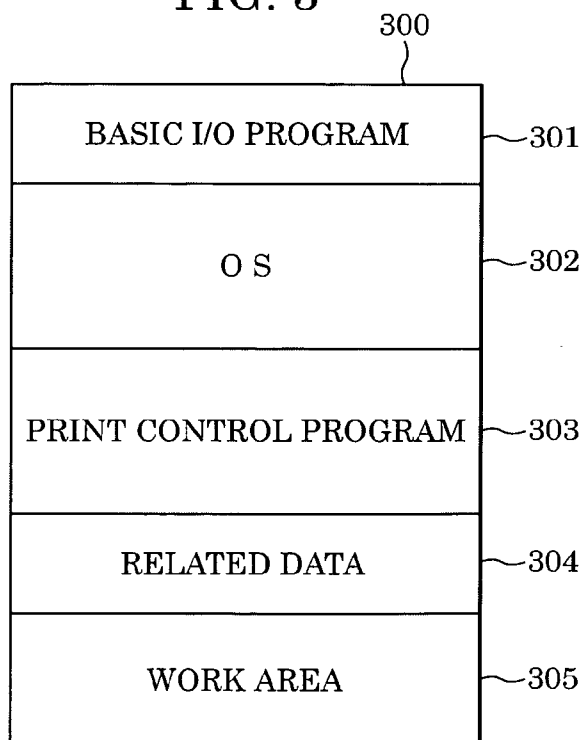 300
BASIC I/O PROGRAM 301
O S 302
PRINT CONTROL PROGRAM 303
RELATED DATA 304
WORK AREA 305